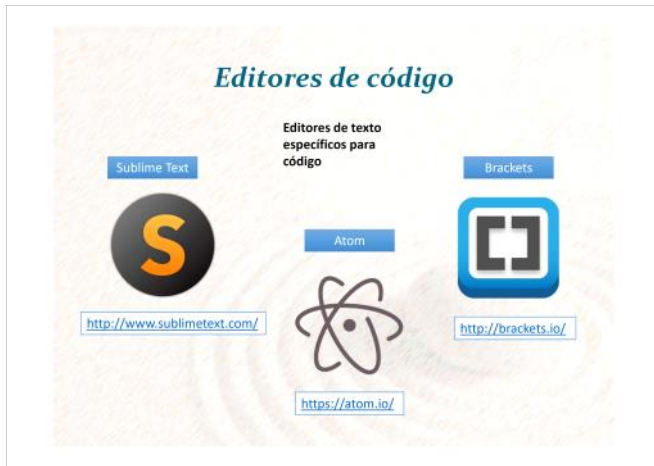 Editores de código
Editores de texto
específicos para
código
Sublime Text
Brackets
Atom
S
http://www.sublimetext.com/
http://brackets.io/
https://atom.io/